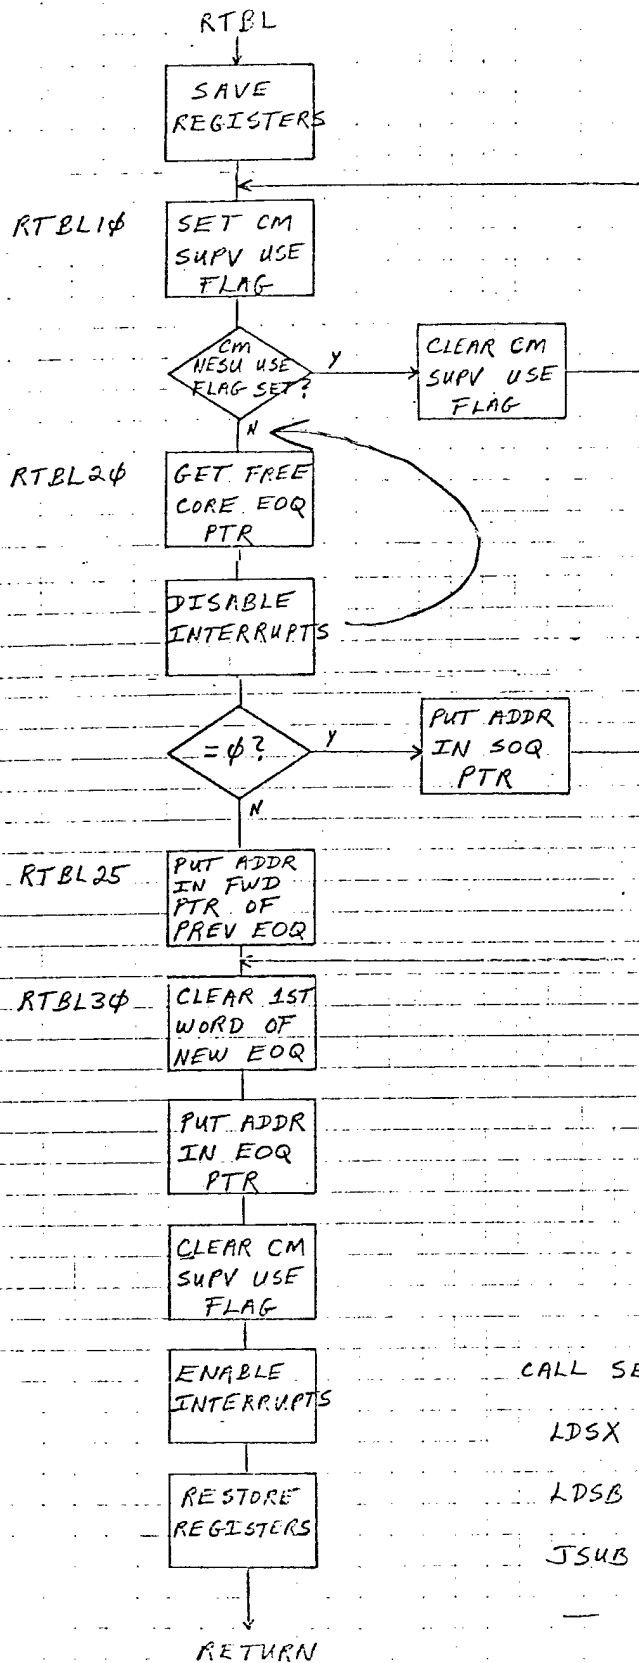 RTBL
SAVE
REGISTERS
RTBL1φ
SET CM
SUPV USE
FLAG
CM
NESU USE
FLAG SET?
Y
CLEAR CM
SUPV USE
FLAG
N
RTBL2φ
GET FREE
CORE EOQ
PTR
DISABLE
INTERRUPTS
=φ?
Y
PUT ADDR
IN SOQ
PTR
N
RTBL25
PUT ADDR
IN FWD
PTR OF
PREV EOQ
RTBL3φ
CLEAR 1ST
WORD OF
NEW EOQ
PUT ADDR
IN EOQ
PTR
CLEAR CM
SUPV USE
FLAG
ENABLE
INTERRUPTS
CALL SE
LDSX
RESTORE
REGISTERS
LDSB
JSUB
RETURN